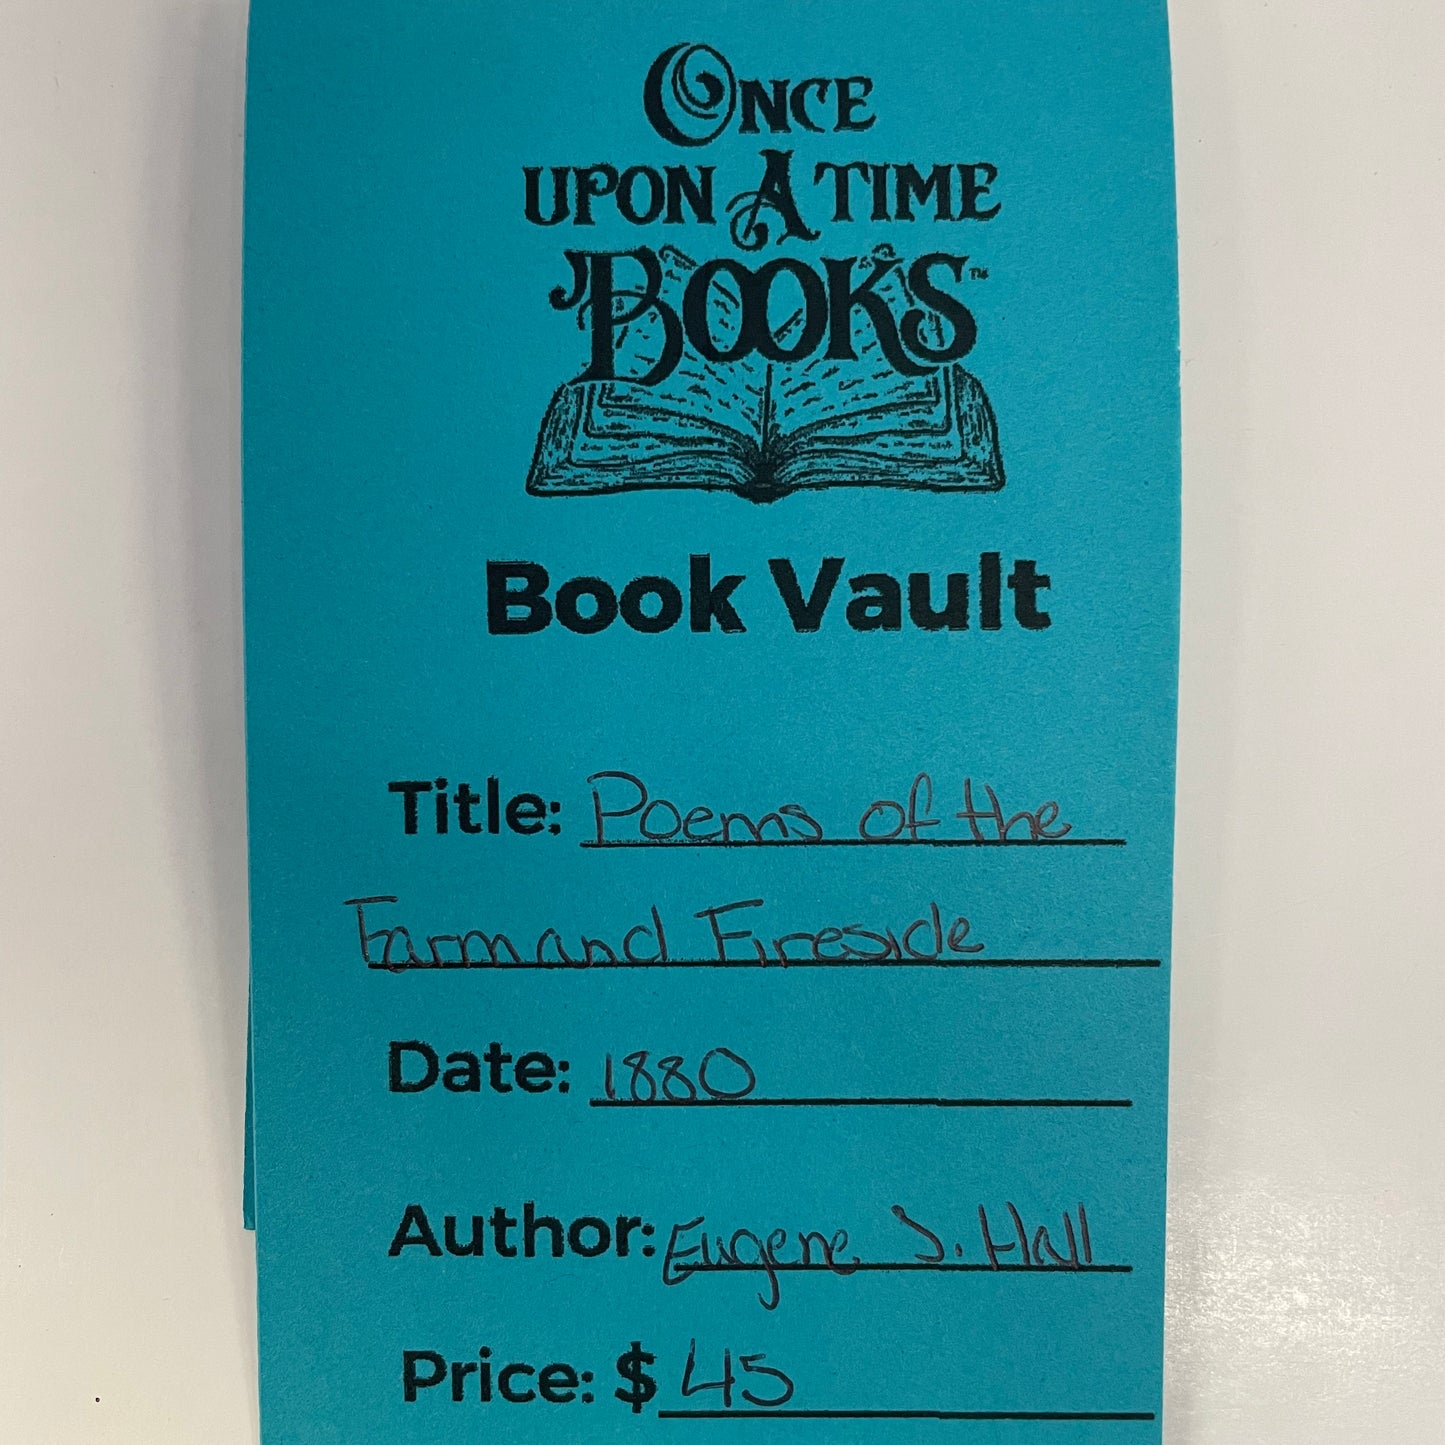 ONCE
UPON A TIME
BOOKS™
Book Vault
Title: Poems of the
Farm and Fireside
Date: 1880
Author: Eugene J. Hall
Price: $ 45